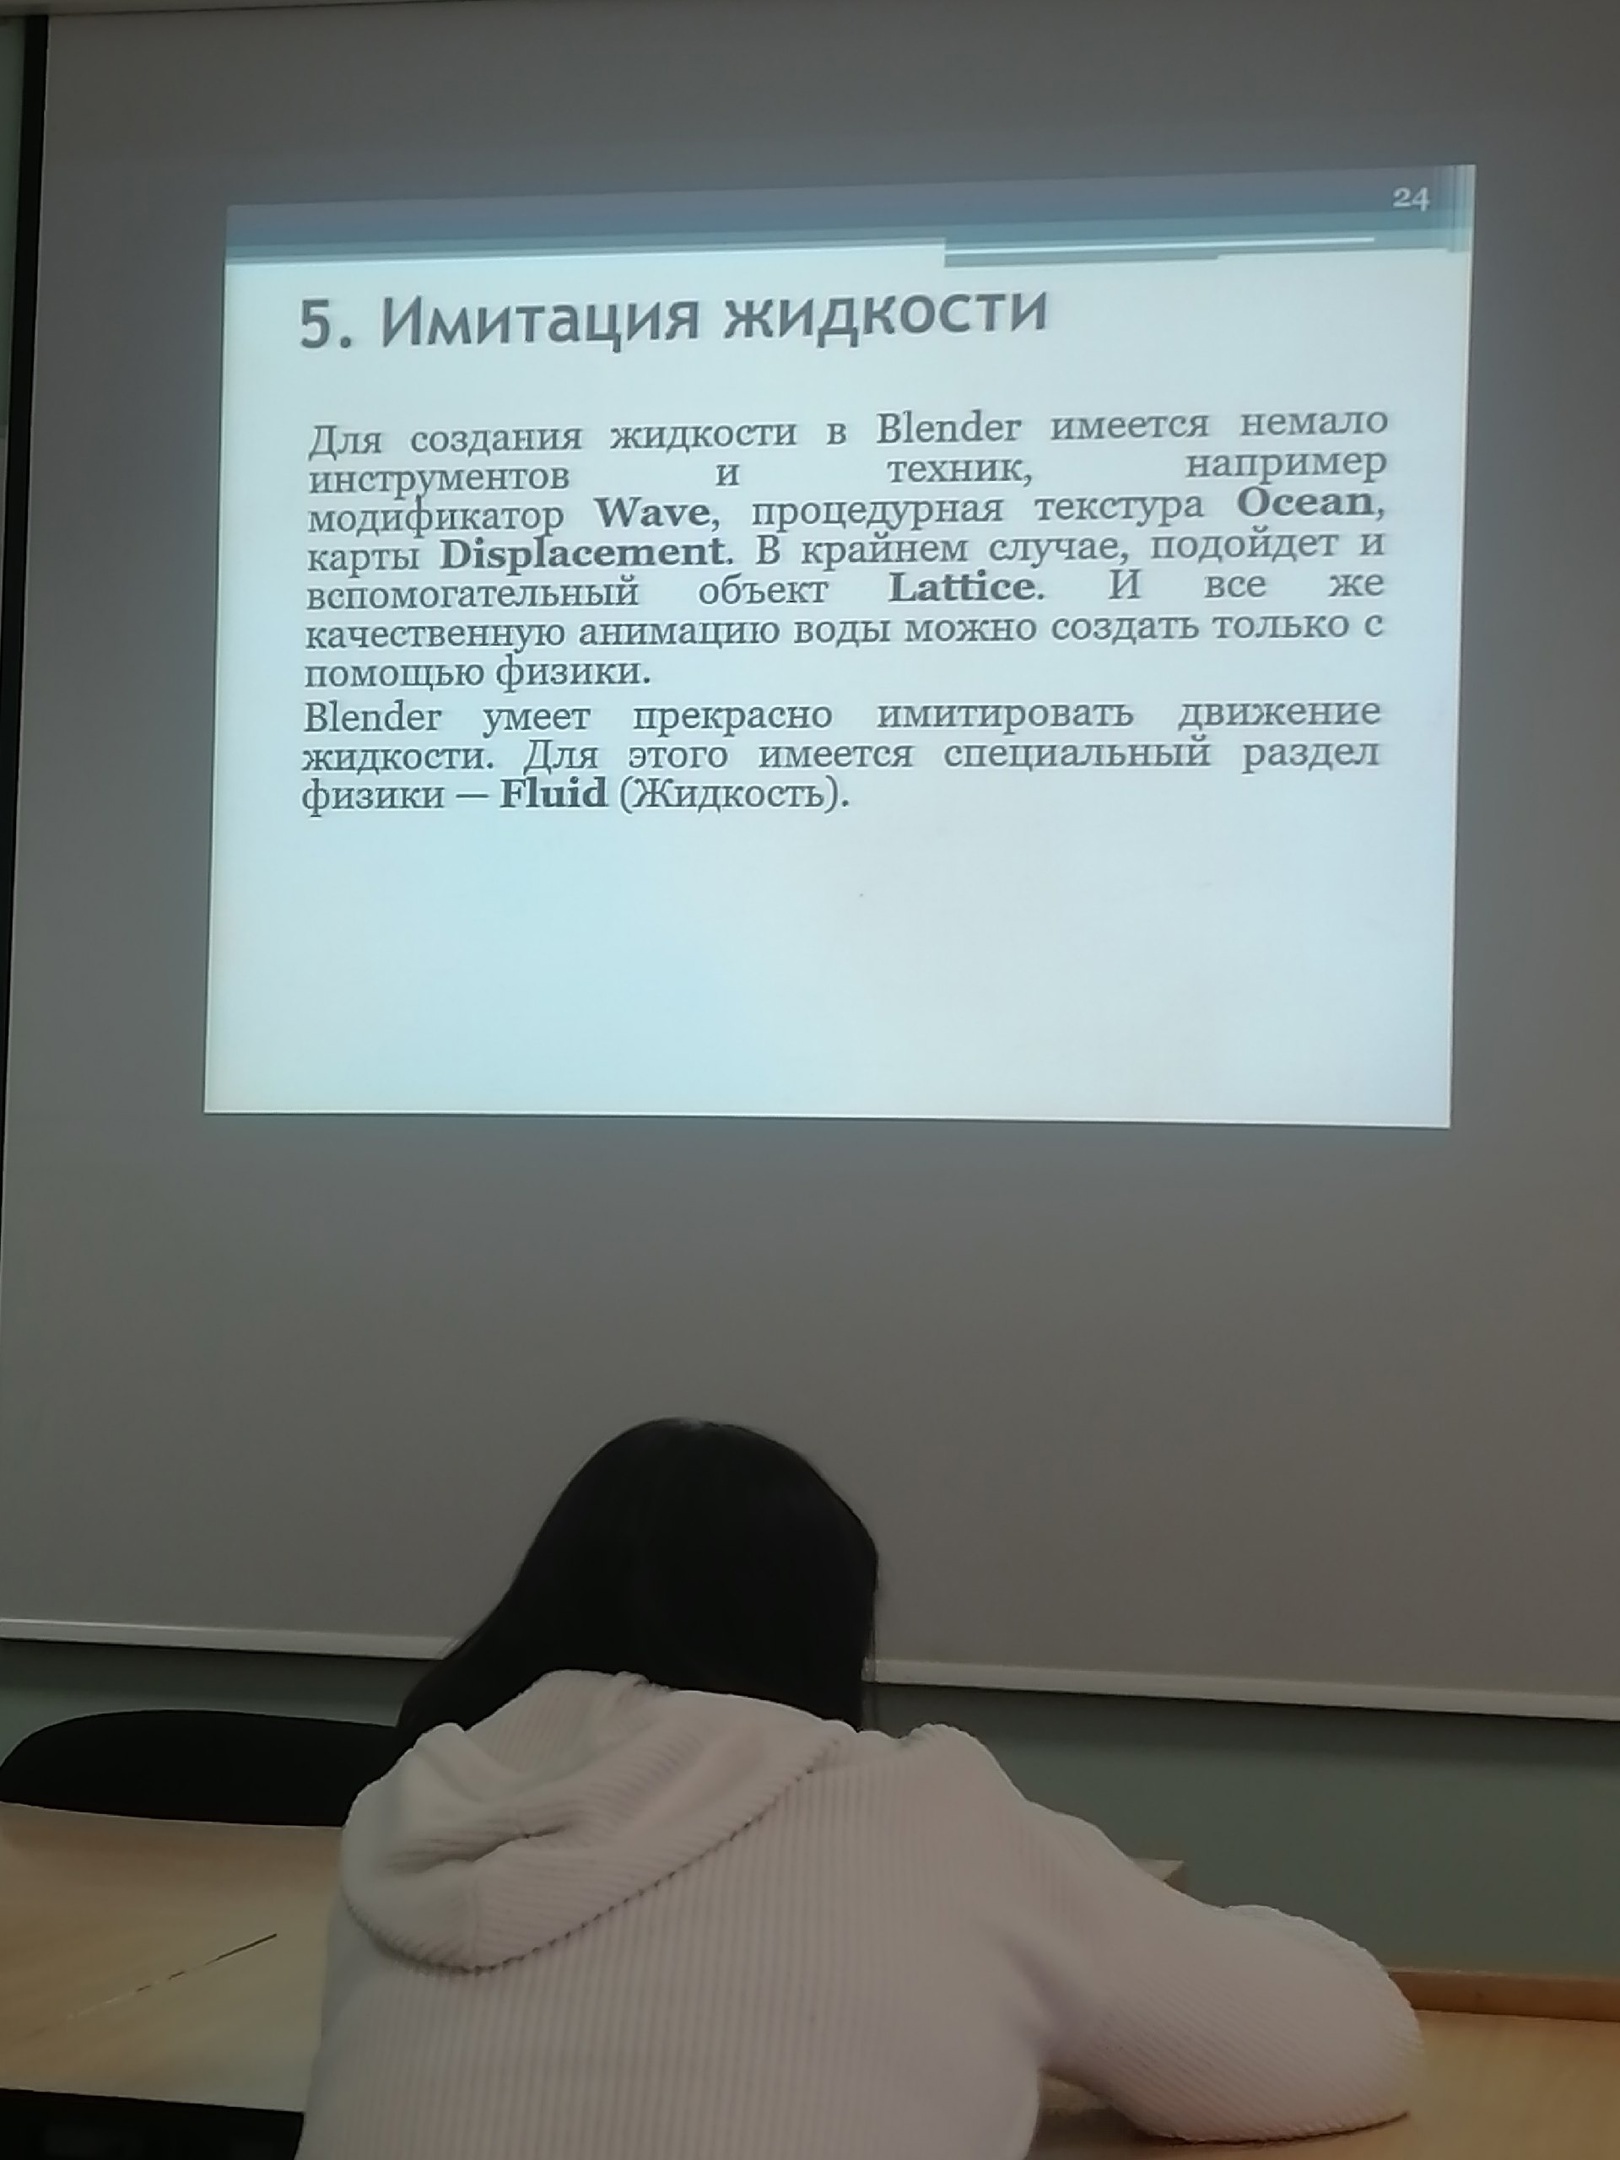 24
5. Имитация жидкости
Для создания жидкости в Blender имеется немало
инструментов и техник, например
модификатор Wave, процедурная текстура Ocean,
карты Displacement. В крайнем случае, подойдет и
вспомогательный объект Lattice. И все же
качественную анимацию воды можно создать только с
помощью физики.
Blender умеет прекрасно имитировать движение
жидкости. Для этого имеется специальный раздел
физики — Fluid (Жидкость).